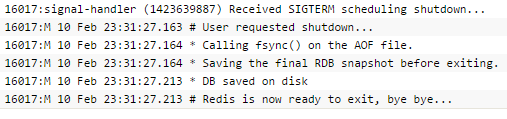 16017:signal-handler (1423639887) Received SIGTERM scheduling shutdown...
16017:M 10 Feb 23:31:27.163 # User requested shutdown...
16017:M 10 Feb 23:31:27.164 * Calling fsync() on the AOF file.
16017:M 10 Feb 23:31:27.164 * Saving the final RDB snapshot before exiting.
16017:M 10 Feb 23:31:27.213 * DB saved on disk
16017:M 10 Feb 23:31:27.213 # Redis is now ready to exit, bye bye...